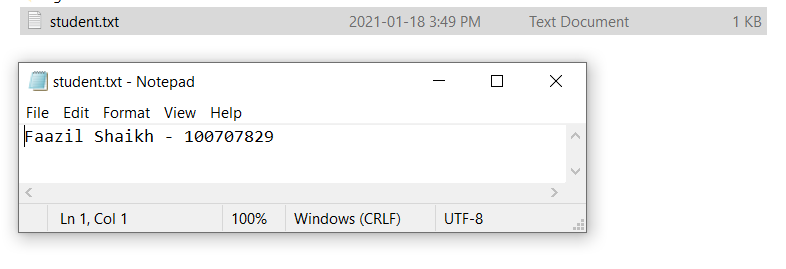 student.txt 2021-01-18 3:49 PM Text Document 1 KB
student.txt - Notepad
File Edit Format View Help
Faazil Shaikh - 100707829
Ln 1, Col 1 100% Windows (CRLF) UTF-8